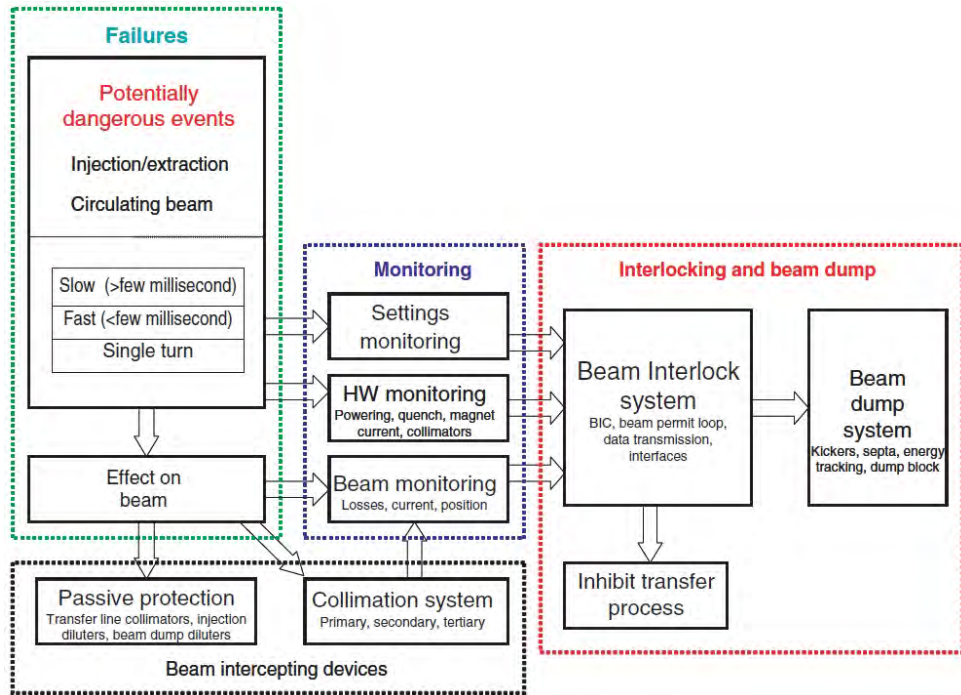 Failures
Potentially
dangerous events
Injection/extraction
Circulating beam
Slow (>few millisecond)
Fast (<few millisecond)
Single turn
Effect on
beam
Monitoring
Settings
monitoring
HW monitoring
Powering, quench, magnet
current, collimators
Beam monitoring
Losses, current, position
Interlocking and beam dump
Beam Interlock
system
BIC, beam permit loop,
data transmission,
interfaces
Beam
dump
system
Kickers, septa, energy
tracking, dump block
Inhibit transfer
process
Passive protection
Transfer line collimators, injection
diluters, beam dump diluters
Collimation system
Primary, secondary, tertiary
Beam intercepting devices